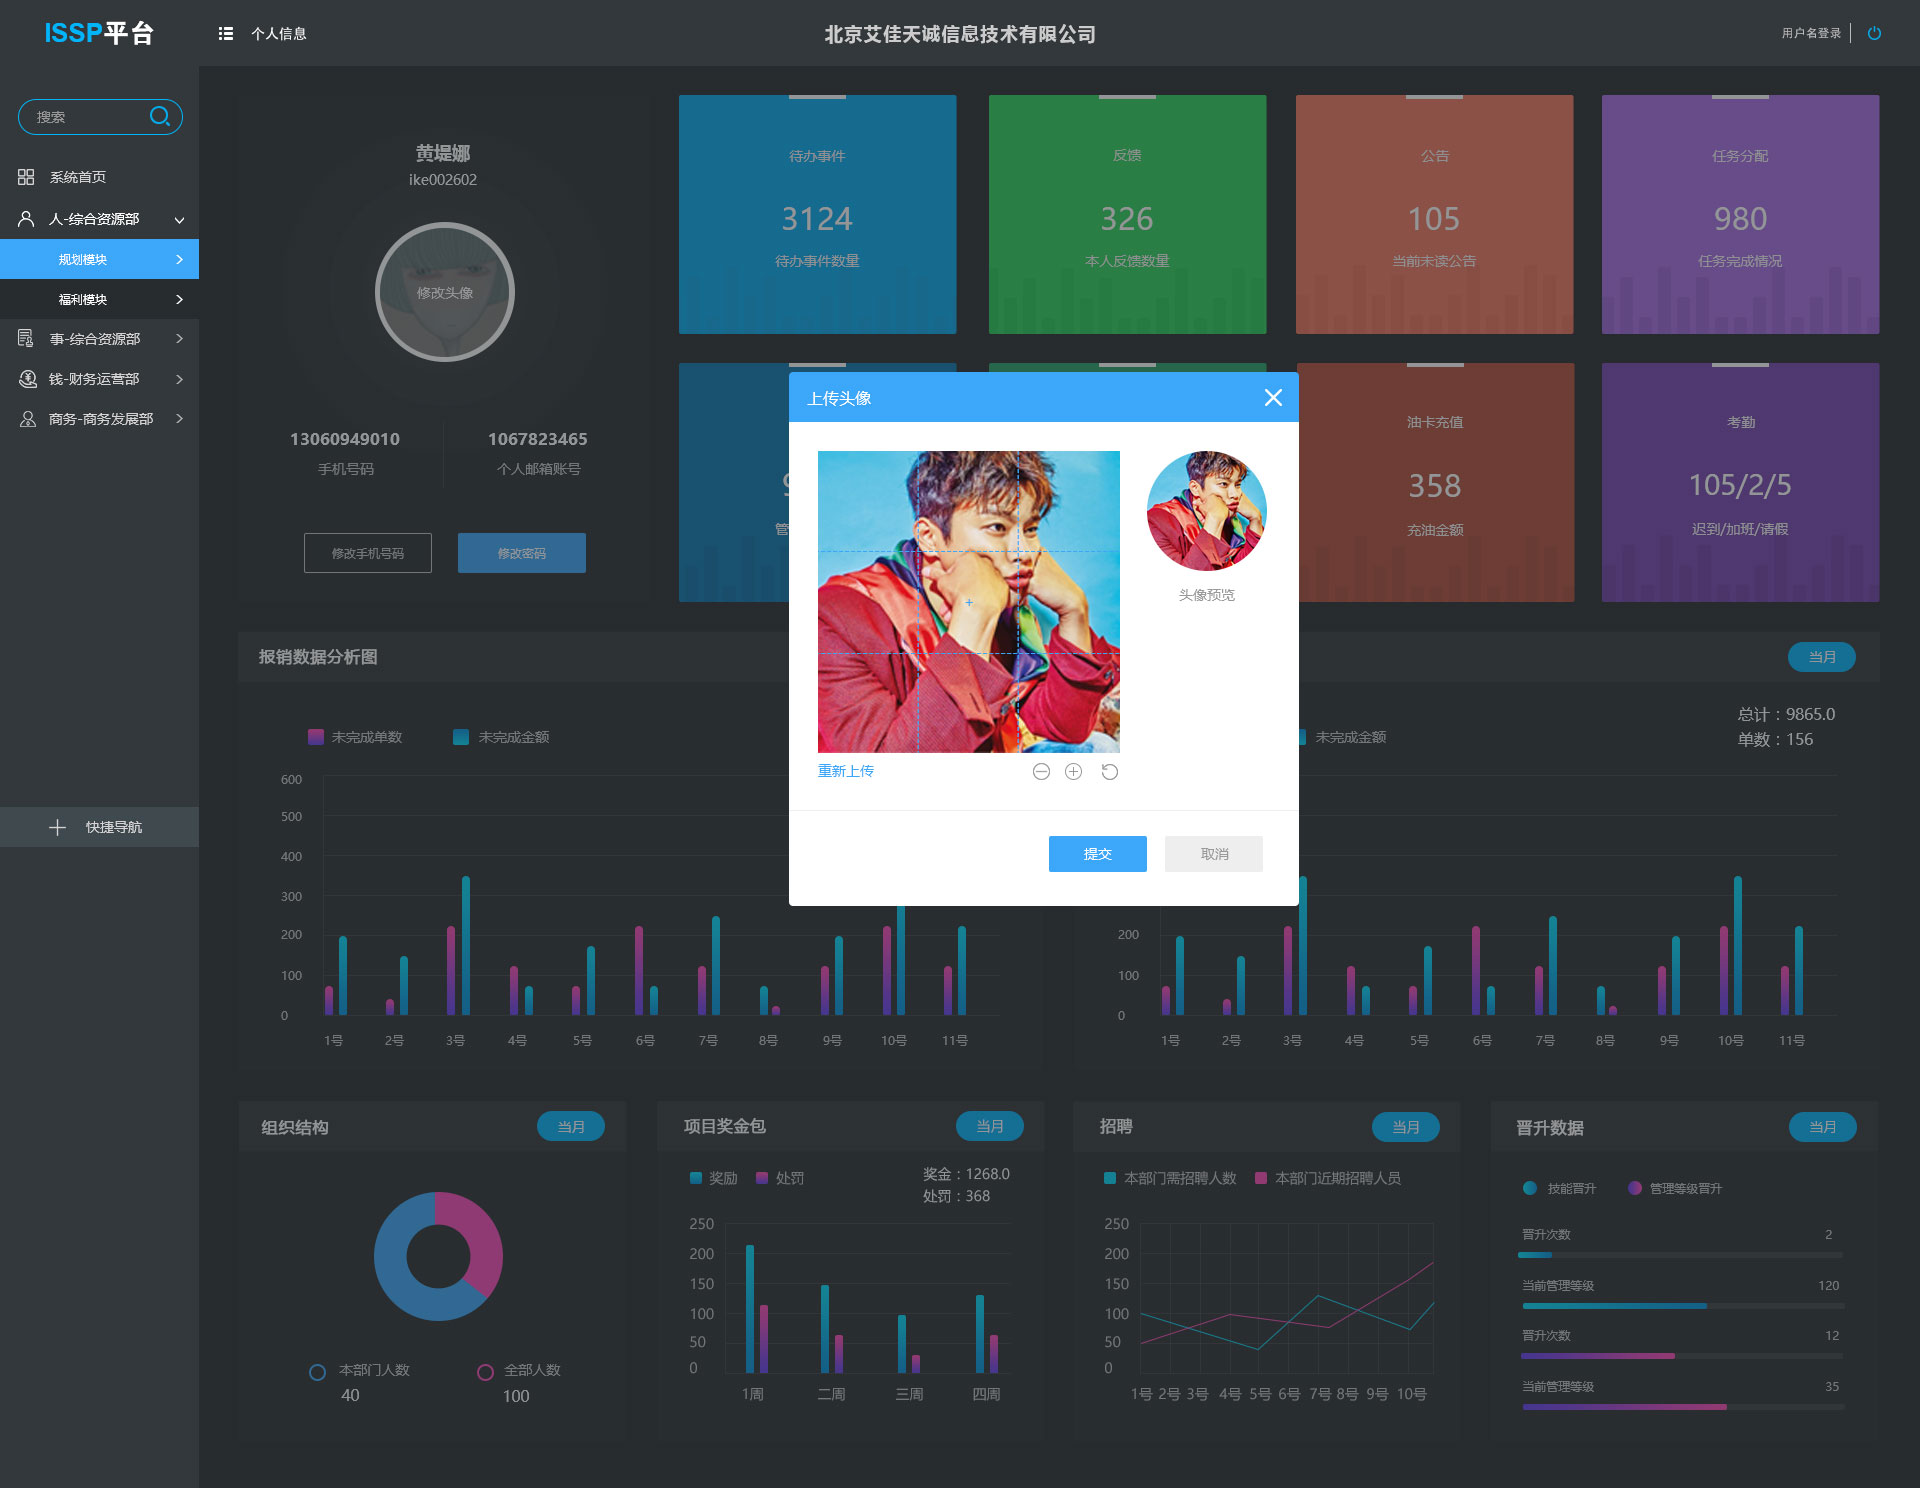 ISSP平台
个人信息
北京艾佳天诚信息技术有限公司
用户名登录
搜索
系统首页
人-综合资源部
规划模块
福利模块
事-综合资源部
钱-财务运营部
商务-商务发展部
快捷导航
黄堤娜
ike002602
修改头像
13060949010
手机号码
1067823465
个人邮箱账号
修改手机号码
修改密码
待办事件
3124
待办事件数量
反馈
326
本人反馈数量
公告
105
当前未读公告
任务分配
980
任务完成情况
管
油卡充值
358
充油金额
考勤
105/2/5
迟到/加班/请假
上传头像
头像预览
重新上传
提交
取消
报销数据分析图
未完成单数
未完成金额
600
500
400
300
200
100
0
1号 2号 3号 4号 5号 6号 7号 8号 9号 10号 11号
当月
未完成金额
总计：9865.0
单数：156
200
100
0
1号 2号 3号 4号 5号 6号 7号 8号 9号 10号 11号
组织结构
当月
本部门人数
40
全部人数
100
项目奖金包
当月
奖励
处罚
奖金：1268.0
处罚：368
250
200
150
100
50
0
1周 二周 三周 四周
招聘
当月
本部门需招聘人数
本部门近期招聘人员
250
200
150
100
50
0
1号 2号 3号 4号 5号 6号 7号 8号 9号 10号
晋升数据
当月
技能晋升
管理等级晋升
晋升次数 2
当前管理等级 120
晋升次数 12
当前管理等级 35